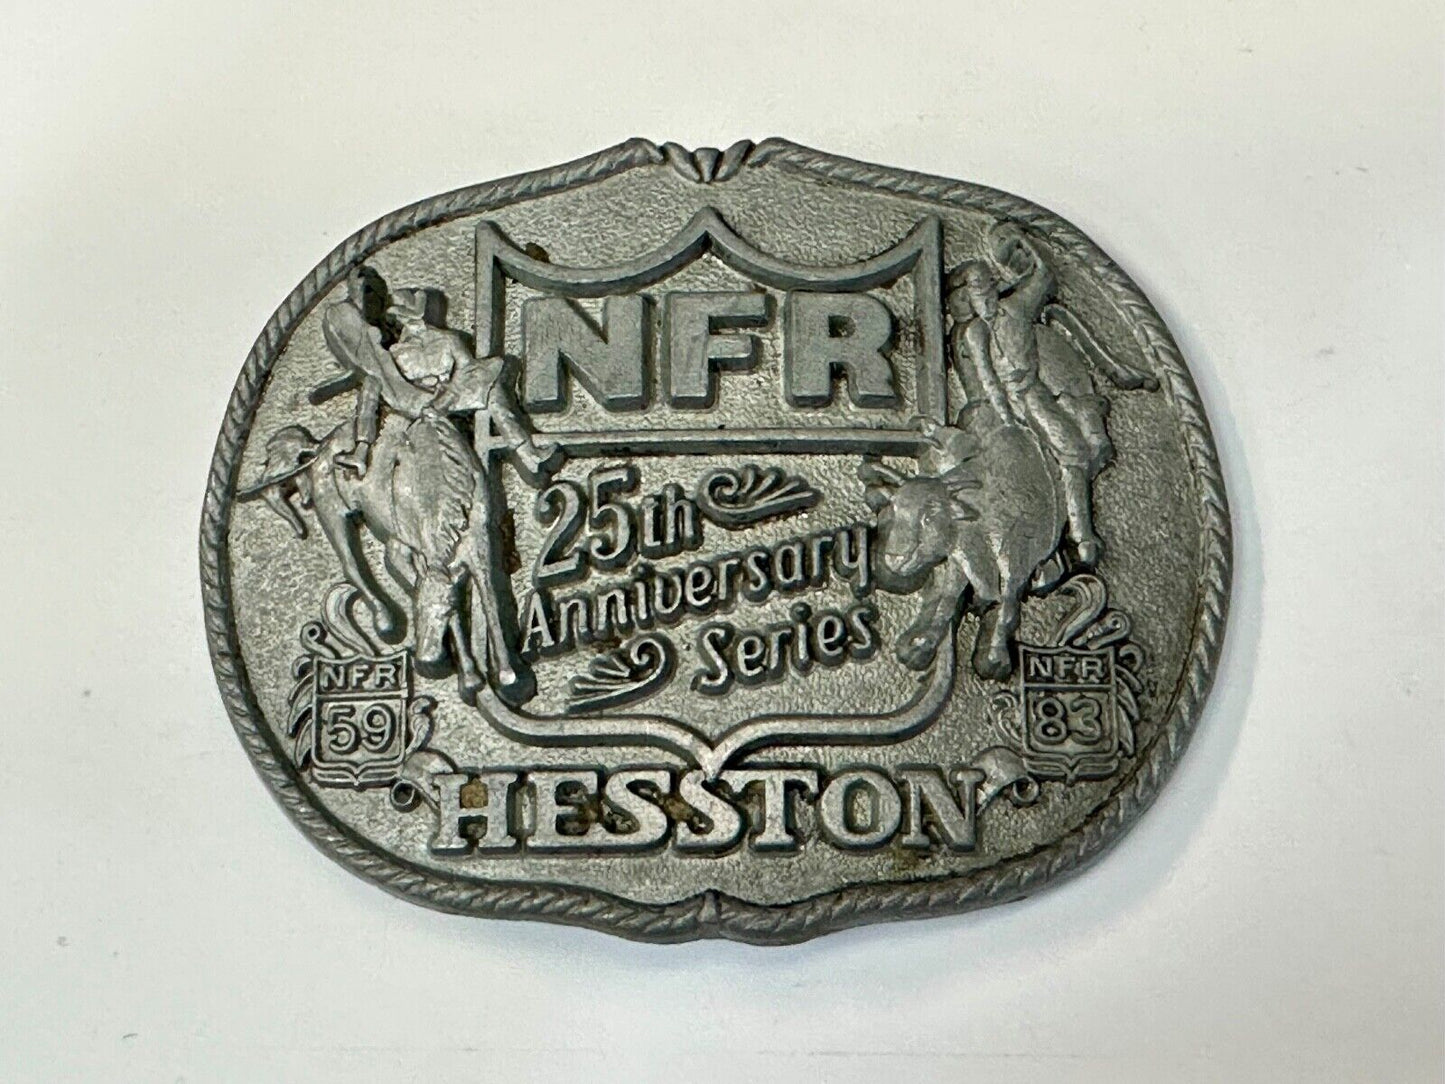 NFR
25th
Anniversary
Series
NFR
59
NFR
83
HESSTON